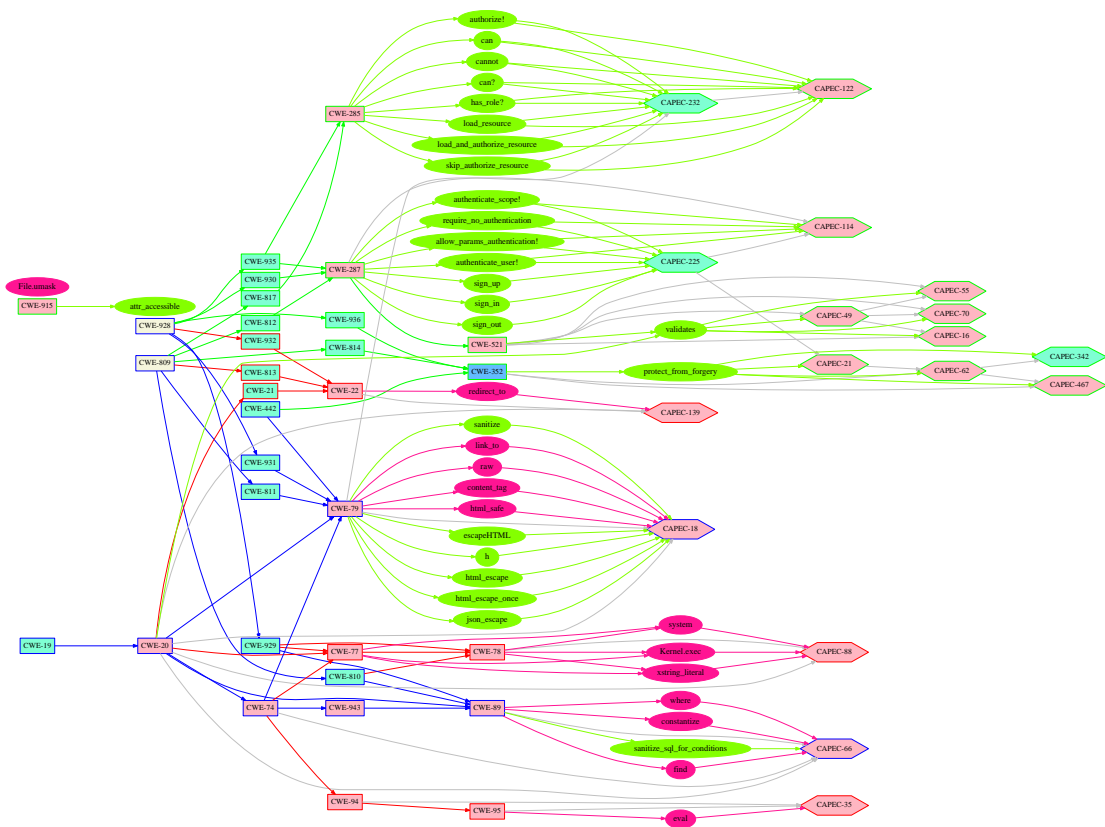 authorize!
can
cannot
can?
CAPEC-122
has_role?
CAPEC-232
CWE-285
load_resource
load_and_authorize_resource
skip_authorize_resource
authenticate_scope!
require_no_authentication
CAPEC-114
allow_params_authentication!
CWE-935
authenticate_user!
CAPEC-225
CWE-287
CWE-930
sign_up
File.umask
CAPEC-55
CWE-817
sign_in
CWE-915
attr_accessible
CAPEC-70
CAPEC-49
CWE-812
CWE-936
sign_out
CWE-928
validates
CAPEC-16
CWE-932
CWE-521
CWE-814
CAPEC-342
CWE-809
CAPEC-21
CWE-813
CWE-352
protect_from_forgery
CAPEC-62
CAPEC-467
CWE-21
CWE-22
redirect_to
CWE-442
CAPEC-139
sanitize
link_to
CWE-931
raw
CWE-811
content_tag
CWE-79
html_safe
CAPEC-18
escapeHTML
h
html_escape
html_escape_once
json_escape
system
CWE-19
CWE-20
CWE-929
CWE-77
CWE-78
Kernel.exec
CAPEC-88
CWE-810
xstring_literal
where
CWE-74
CWE-943
CWE-89
constantize
sanitize_sql_for_conditions
CAPEC-66
find
CWE-94
CAPEC-35
CWE-95
eval